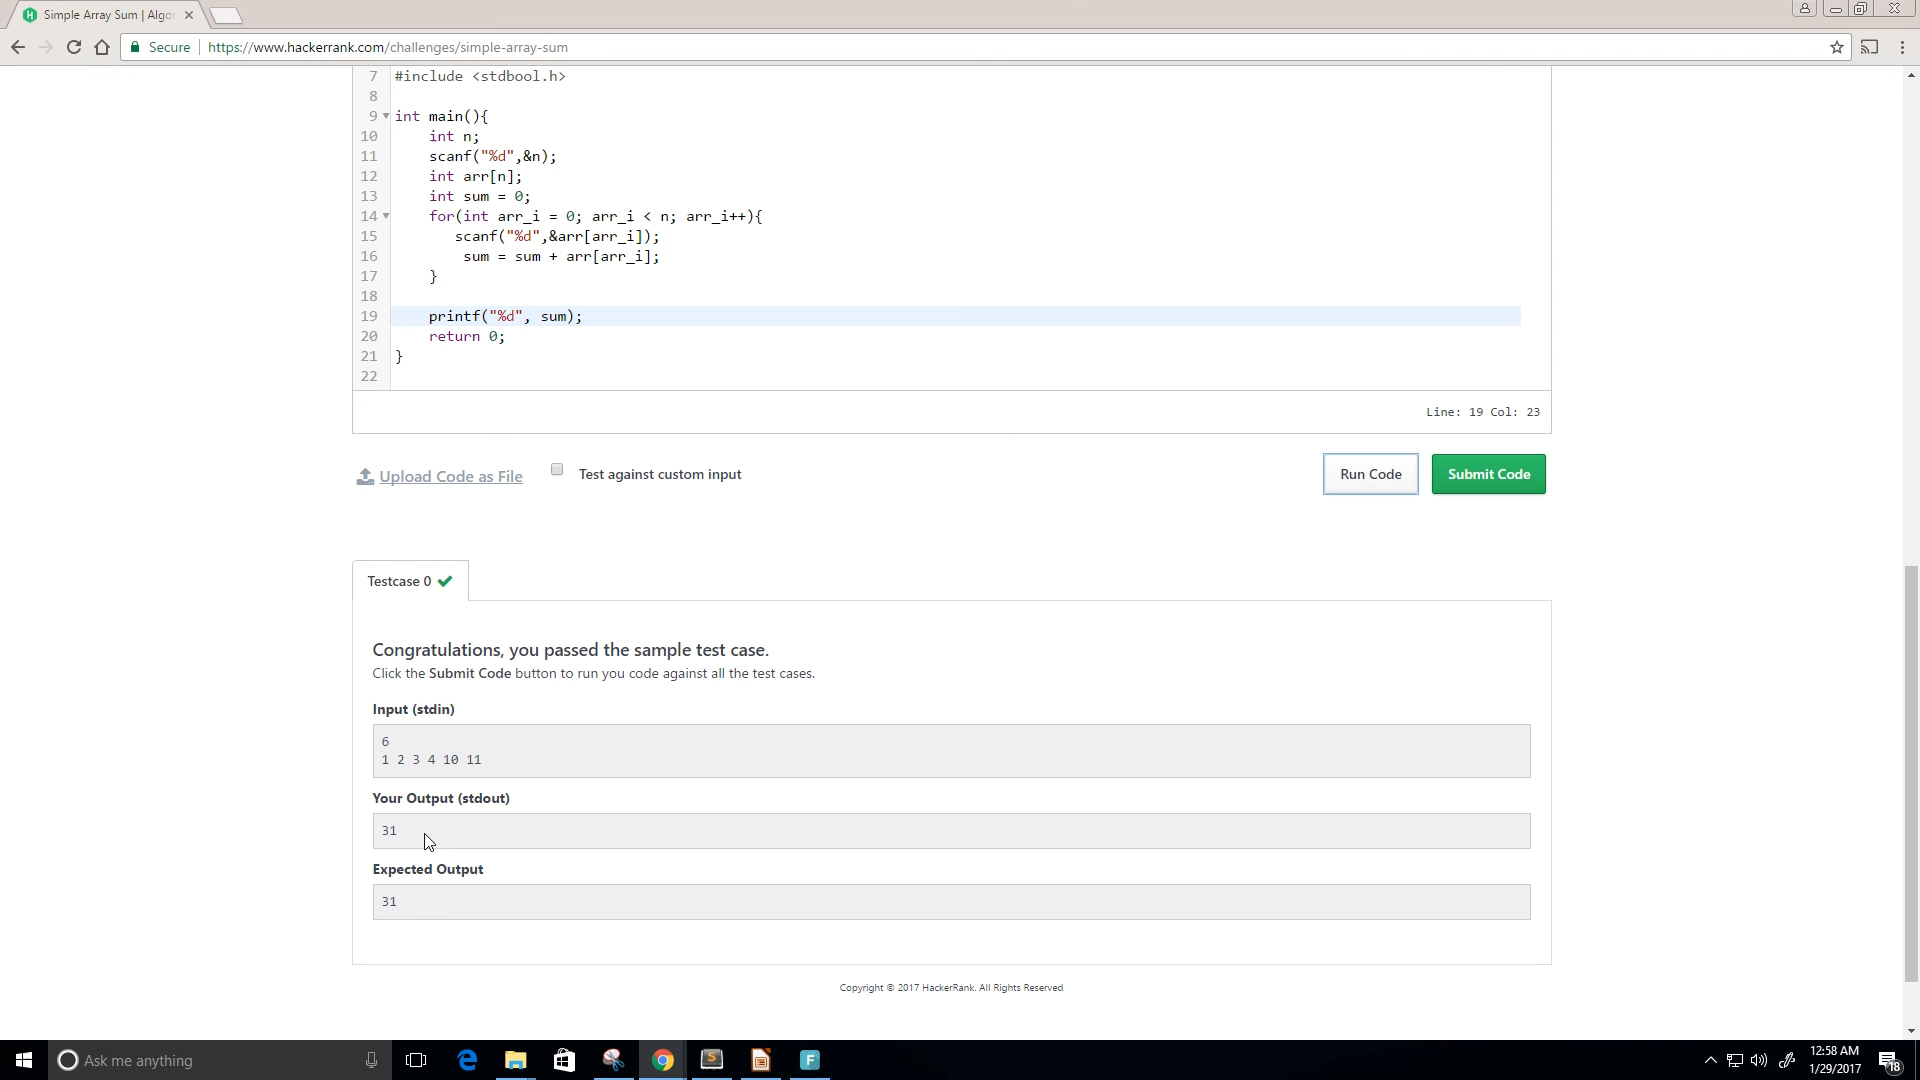 Simple Array Sum | Algo
Secure https://www.hackerrank.com/challenges/simple-array-sum
7 #include <stdbool.h>
8
9 int main(){
10 int n;
11 scanf("%d",&n);
12 int arr[n];
13 int sum = 0;
14 for(int arr_i = 0; arr_i < n; arr_i++){
15 scanf("%d",&arr[arr_i]);
16 sum = sum + arr[arr_i];
17 }
18
19 printf("%d", sum);
20 return 0;
21 }
22
Line: 19 Col: 23
Upload Code as File Test against custom input Run Code Submit Code
Testcase 0
Congratulations, you passed the sample test case.
Click the Submit Code button to run you code against all the test cases.
Input (stdin)
6
1 2 3 4 10 11
Your Output (stdout)
31
Expected Output
31
Copyright © 2017 HackerRank. All Rights Reserved
Ask me anything
12:58 AM
1/29/2017
18